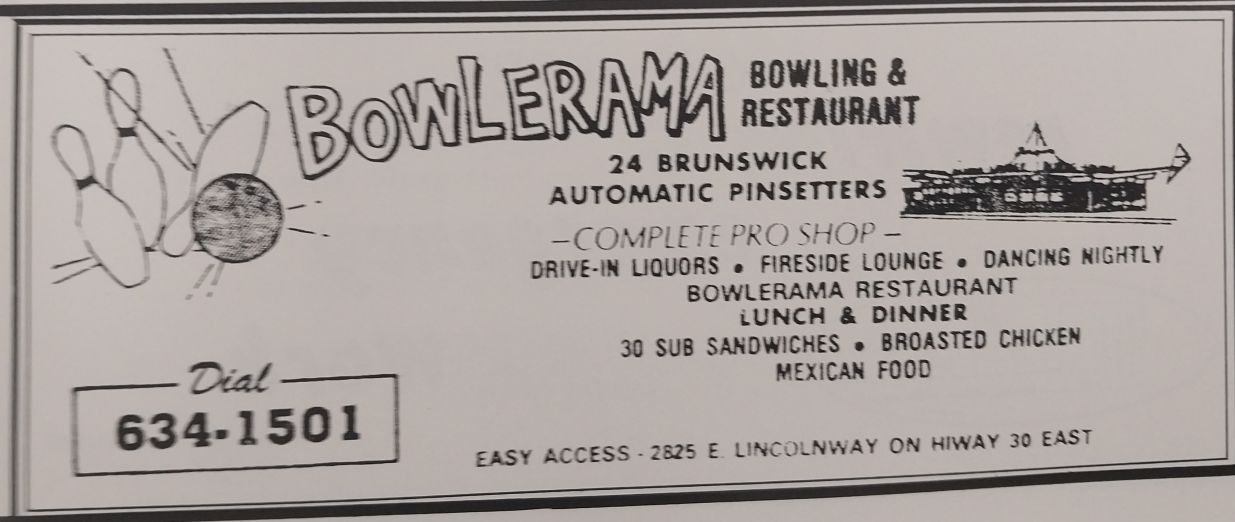 BOWLERAMA BOWLING &
RESTAURANT
24 BRUNSWICK
AUTOMATIC PINSETTERS
–COMPLETE PRO SHOP –
DRIVE-IN LIQUORS • FIRESIDE LOUNGE • DANCING NIGHTLY
BOWLERAMA RESTAURANT
LUNCH & DINNER
30 SUB SANDWICHES • BROASTED CHICKEN
MEXICAN FOOD
Dial
634-1501
EASY ACCESS - 2825 E. LINCOLNWAY ON HIWAY 30 EAST